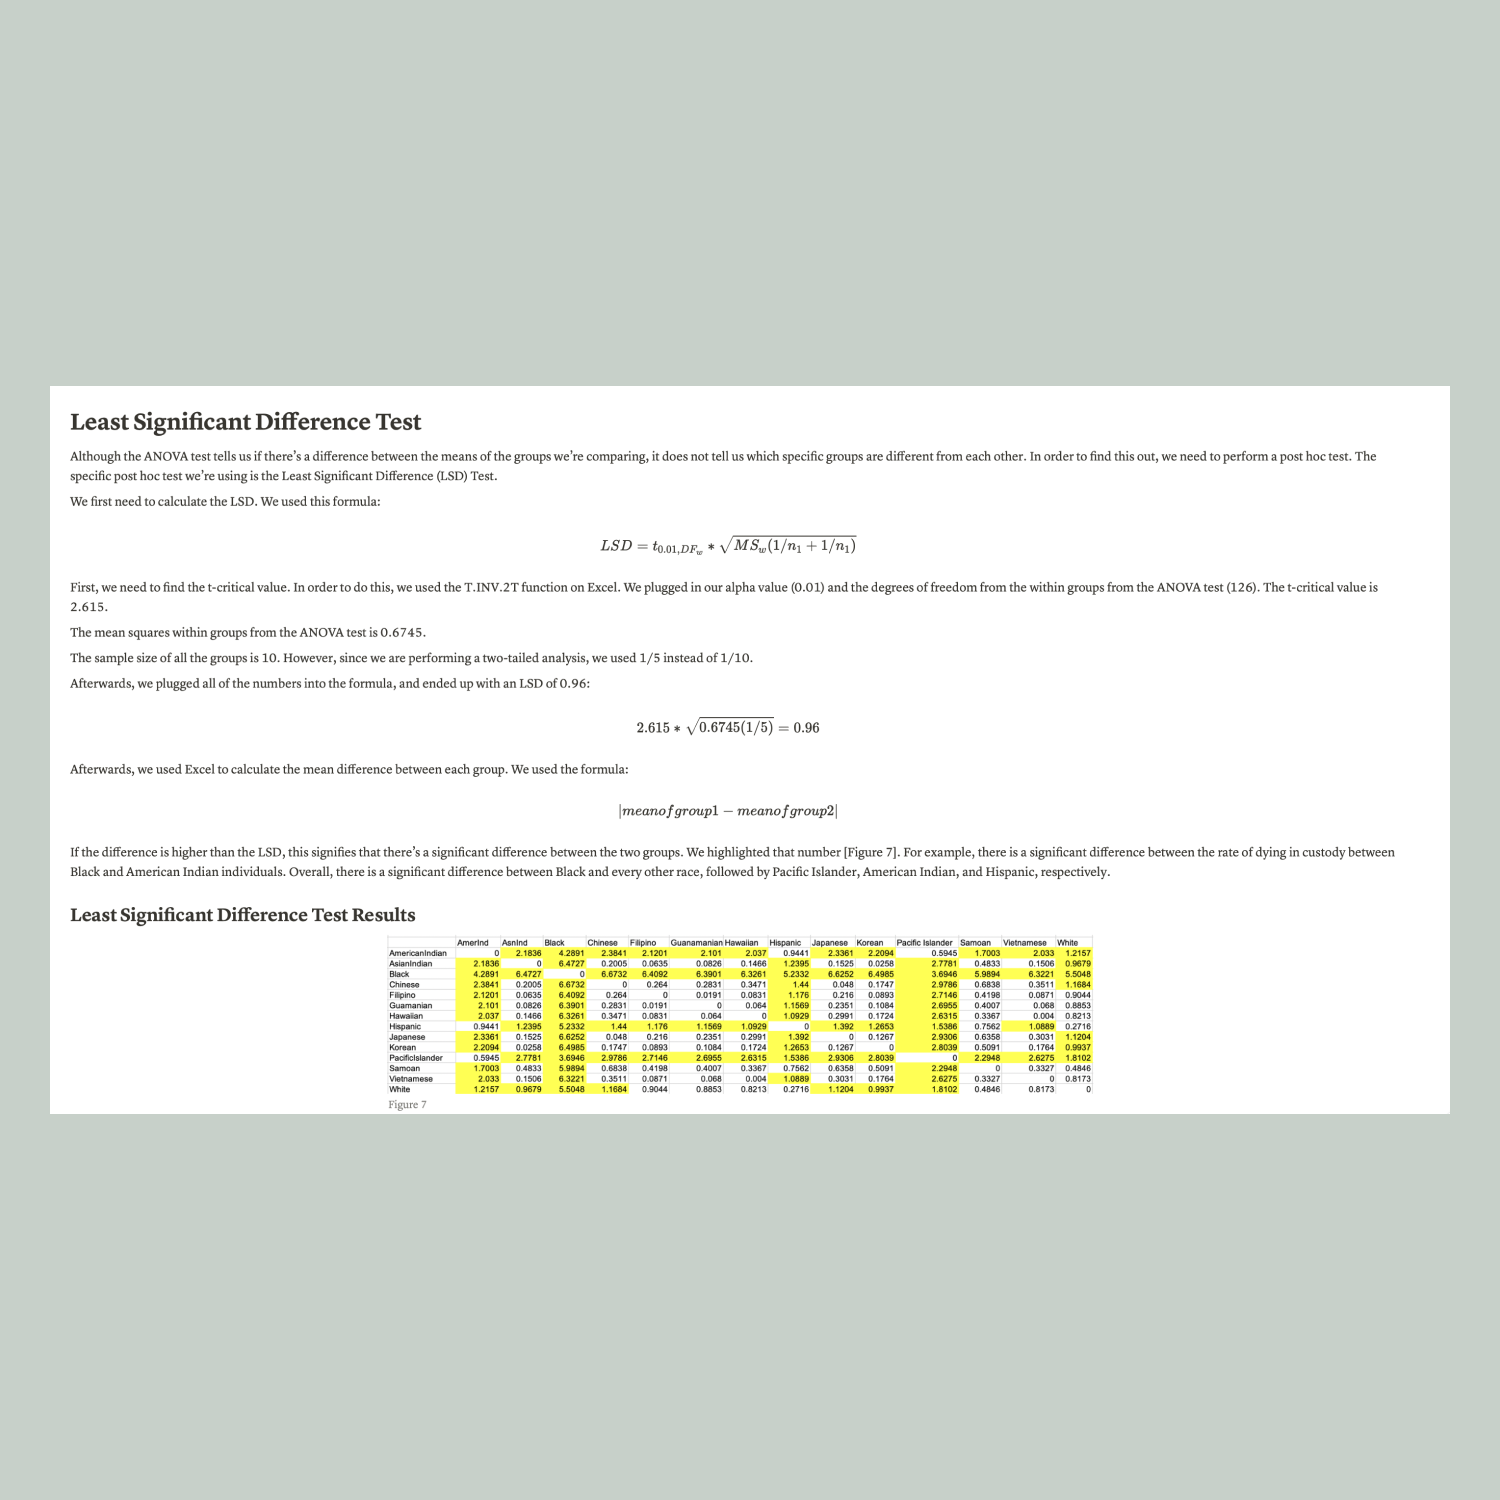 Least Significant Difference Test
Although the ANOVA test tells us if there's a difference between the means of the groups we're comparing, it does not tell us which specific groups are different from each other. In order to find this out, we need to perform a post hoc test. The
specific post hoc test we're using is the Least Significant Difference (LSD) Test.
We first need to calculate the LSD. We used this formula:
LSD = t₀.₀₁,DF_w * √MS_w(1/n₁ + 1/n₁)
First, we need to find the t-critical value. In order to do this, we used the T.INV.2T function on Excel. We plugged in our alpha value (0.01) and the degrees of freedom from the within groups from the ANOVA test (126). The t-critical value is
2.615.
The mean squares within groups from the ANOVA test is 0.6745.
The sample size of all the groups is 10. However, since we are performing a two-tailed analysis, we used 1/5 instead of 1/10.
Afterwards, we plugged all of the numbers into the formula, and ended up with an LSD of 0.96:
2.615 * √0.6745(1/5) = 0.96
Afterwards, we used Excel to calculate the mean difference between each group. We used the formula:
|meanofgroup1 − meanofgroup2|
If the difference is higher than the LSD, this signifies that there's a significant difference between the two groups. We highlighted that number [Figure 7]. For example, there is a significant difference between the rate of dying in custody between
Black and American Indian individuals. Overall, there is a significant difference between Black and every other race, followed by Pacific Islander, American Indian, and Hispanic, respectively.
Least Significant Difference Test Results
AmerInd AsnInd Black Chinese Filipino Guanamanian Hawaiian Hispanic Japanese Korean Pacific Islander Samoan Vietnamese White
AmericanIndian 0 2.1836 4.2891 2.3841 2.1201 2.101 2.037 0.9441 2.3361 2.2094 0.5945 1.7003 2.033 1.2157
AsianIndian 2.1836 0 6.4727 0.2005 0.0635 0.0826 0.1466 1.2395 0.1525 0.0258 2.7781 0.4833 0.1506 0.9679
Black 4.2891 6.4727 0 6.6732 6.4092 6.3901 6.3261 5.2332 6.6252 6.4985 3.6946 5.9894 6.3221 5.5048
Chinese 2.3841 0.2005 6.6732 0 0.264 0.2831 0.3471 1.44 0.048 0.1747 2.9786 0.6838 0.3511 1.1684
Filipino 2.1201 0.0635 6.4092 0.264 0 0.0191 0.0831 1.176 0.216 0.0893 2.7146 0.4198 0.0871 0.9044
Guamanian 2.101 0.0826 6.3901 0.2831 0.0191 0 0.064 1.1569 0.2351 0.1084 2.6955 0.4007 0.068 0.8853
Hawaiian 2.037 0.1466 6.3261 0.3471 0.0831 0.064 0 1.0929 0.2991 0.1724 2.6315 0.3367 0.004 0.8213
Hispanic 0.9441 1.2395 5.2332 1.44 1.176 1.1569 1.0929 0 1.392 1.2653 1.5386 0.7562 1.0889 0.2716
Japanese 2.3361 0.1525 6.6252 0.048 0.216 0.2351 0.2991 1.392 0 0.1267 2.9306 0.6358 0.3031 1.1204
Korean 2.2094 0.0258 6.4985 0.1747 0.0893 0.1084 0.1724 1.2653 0.1267 0 2.8039 0.5091 0.1764 0.9937
PacificIslander 0.5945 2.7781 3.6946 2.9786 2.7146 2.6955 2.6315 1.5386 2.9306 2.8039 0 2.2948 2.6275 1.8102
Samoan 1.7003 0.4833 5.9894 0.6838 0.4198 0.4007 0.3367 0.7562 0.6358 0.5091 2.2948 0 0.3327 0.4846
Vietnamese 2.033 0.1506 6.3221 0.3511 0.0871 0.068 0.004 1.0889 0.3031 0.1764 2.6275 0.3327 0 0.8173
White 1.2157 0.9679 5.5048 1.1684 0.9044 0.8853 0.8213 0.2716 1.1204 0.9937 1.8102 0.4846 0.8173 0
Figure 7